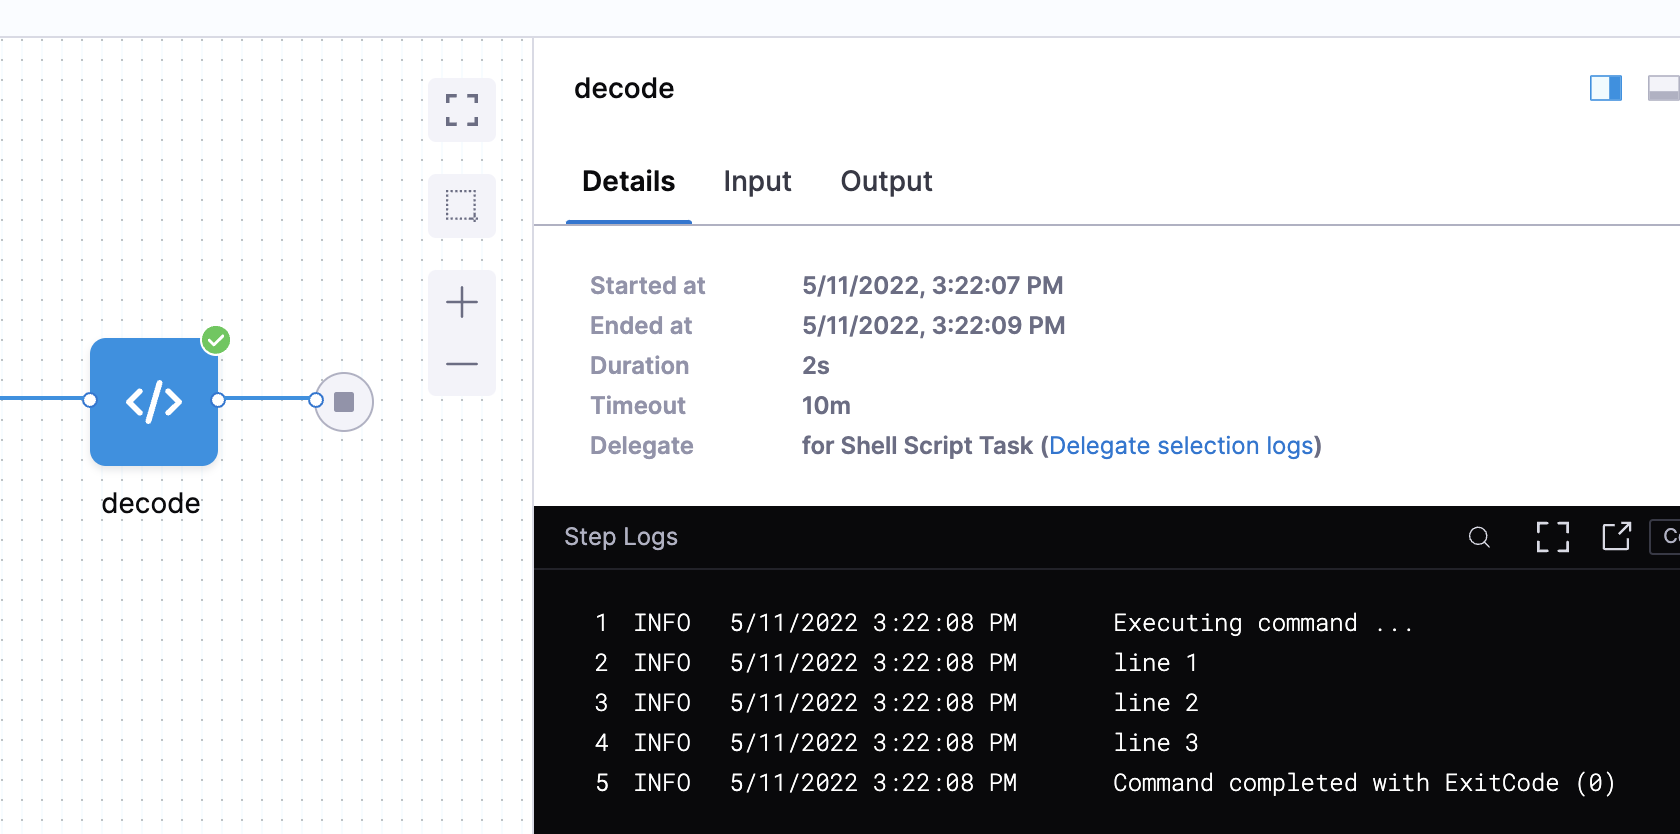 decode
decode
Details Input Output
Started at 5/11/2022, 3:22:07 PM
Ended at 5/11/2022, 3:22:09 PM
Duration 2s
Timeout 10m
Delegate for Shell Script Task (Delegate selection logs)
Step Logs
1 INFO 5/11/2022 3:22:08 PM Executing command ...
2 INFO 5/11/2022 3:22:08 PM line 1
3 INFO 5/11/2022 3:22:08 PM line 2
4 INFO 5/11/2022 3:22:08 PM line 3
5 INFO 5/11/2022 3:22:08 PM Command completed with ExitCode (0)